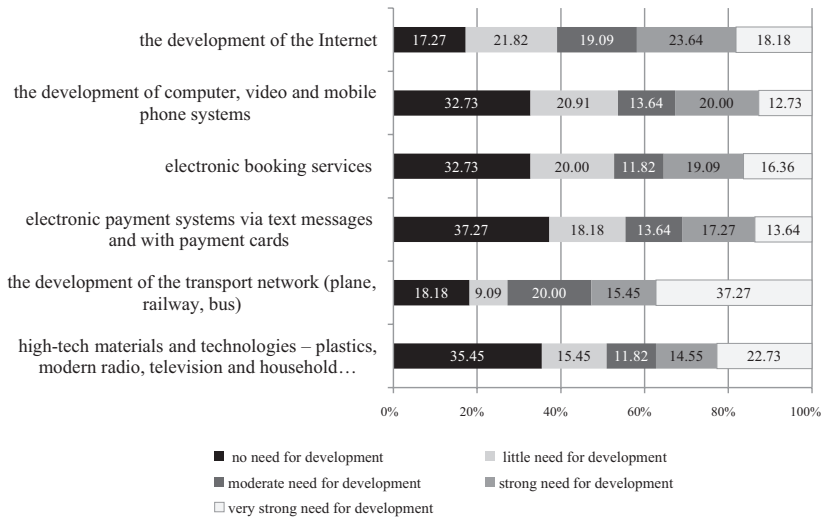 the development of the Internet
17.27 21.82 19.09 23.64 18.18
the development of computer, video and mobile
phone systems
32.73 20.91 13.64 20.00 12.73
electronic booking services
32.73 20.00 11.82 19.09 16.36
electronic payment systems via text messages
and with payment cards
37.27 18.18 13.64 17.27 13.64
the development of the transport network (plane,
railway, bus)
18.18 9.09 20.00 15.45 37.27
high-tech materials and technologies – plastics,
modern radio, television and household…
35.45 15.45 11.82 14.55 22.73
0% 20% 40% 60% 80% 100%
no need for development
little need for development
moderate need for development
strong need for development
very strong need for development